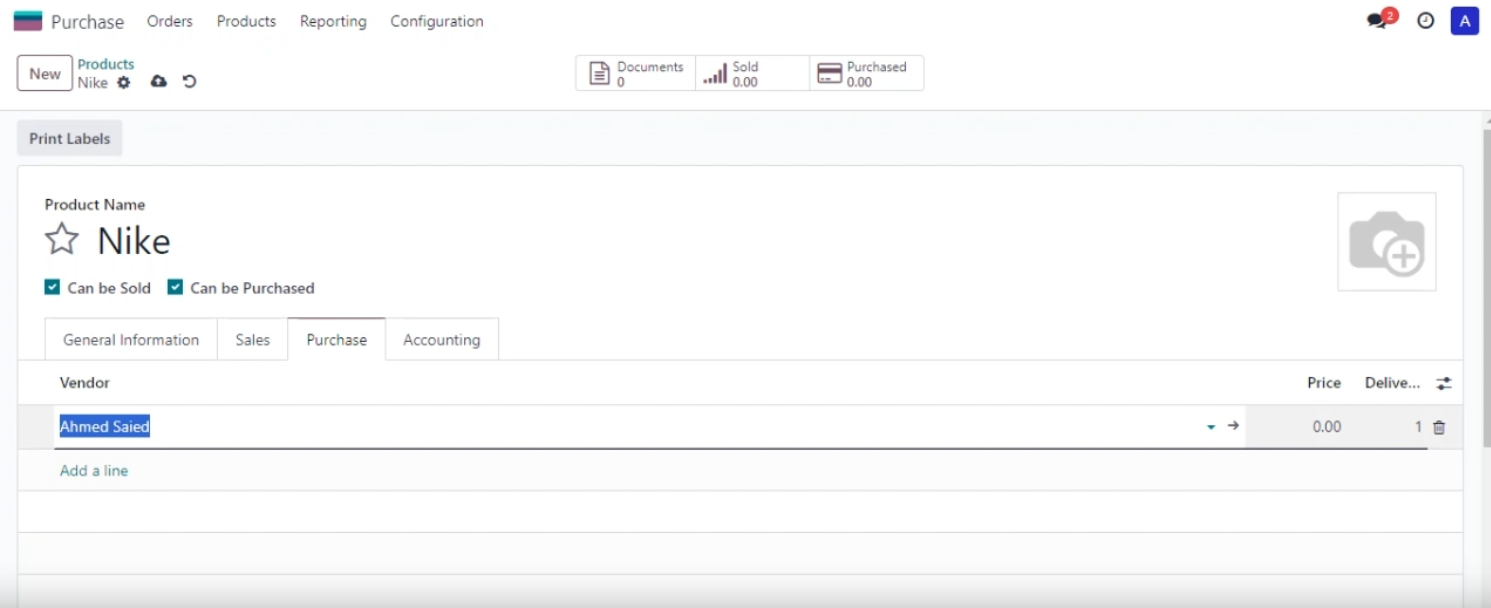 Purchase Orders Products Reporting Configuration 2 A
New Products Documents Sold Purchased
Nike 0 0.00 0.00
Print Labels
Product Name
Nike
Can be Sold Can be Purchased
General Information Sales Purchase Accounting
Vendor Price Delive...
Ahmed Saied 0.00 1
Add a line